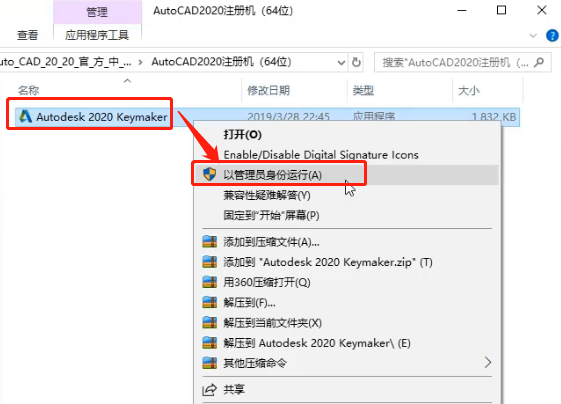 管理
AutoCAD2020注册机（64位）
查看
应用程序工具
uto_CAD_20_20_官_方_中_... › AutoCAD2020注册机（64位）
搜索"AutoCAD2020注册机（...
名称
修改日期
类型
大小
Autodesk 2020 Keymaker
2019/3/28 22:45
应用程序
1,832 KB
打开(O)
Enable/Disable Digital Signature Icons
以管理员身份运行(A)
兼容性疑难解答(Y)
固定到"开始"屏幕(P)
添加到压缩文件(A)...
添加到 "Autodesk 2020 Keymaker.zip" (T)
用360压缩打开(Q)
解压到(F)...
解压到当前文件夹(X)
解压到 Autodesk 2020 Keymaker\ (E)
其他压缩命令
共享